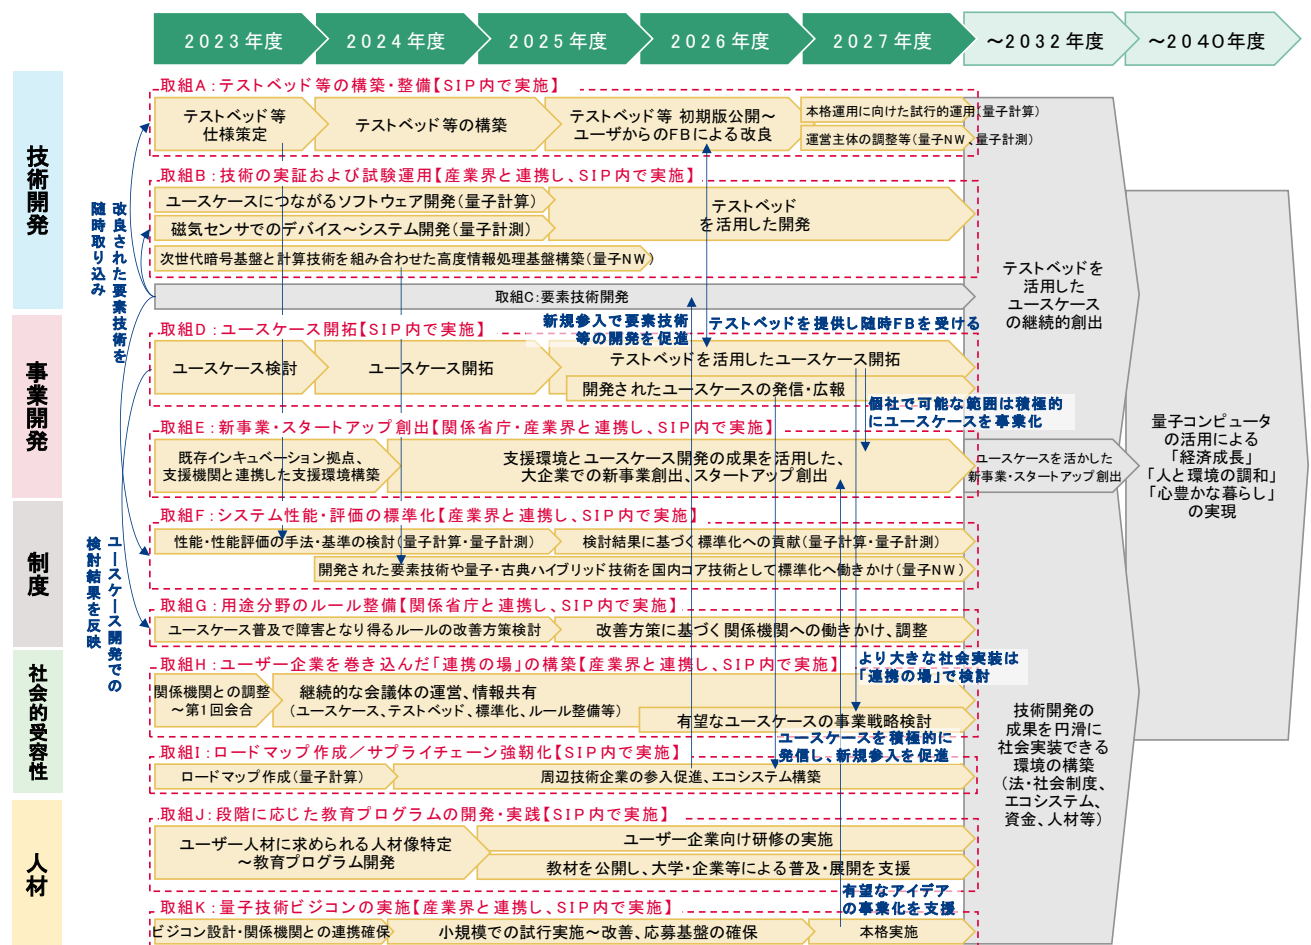 2023年度
2024年度
2025年度
2026年度
2027年度
～2032年度
～2040年度
技術開発
取組A：テストベッド等の構築・整備【SIP内で実施】
テストベッド等
仕様策定
テストベッド等の構築
テストベッド等 初期版公開～
ユーザからのFBによる改良
本格運用に向けた試行的運用(量子計算)
運営主体の調整等(量子NW、量子計測)
取組B：技術の実証および試験運用【産業界と連携し、SIP内で実施】
ユースケースにつながるソフトウェア開発(量子計算)
磁気センサでのデバイス～システム開発(量子計測)
次世代暗号基盤と計算技術を組み合わせた高度情報処理基盤構築(量子NW)
テストベッド
を活用した開発
取組C：要素技術開発
改良された要素技術を
随時取り込み
テストベッドを
活用した
ユースケース
の継続的創出
事業開発
取組D：ユースケース開拓【SIP内で実施】
新規参入で要素技術
等の開発を促進
テストベッドを提供し随時FBを受ける
ユースケース検討
ユースケース開拓
テストベッドを活用したユースケース開拓
開発されたユースケースの発信・広報
個社で可能な範囲は積極的
にユースケースを事業化
取組E：新事業・スタートアップ創出【関係省庁・産業界と連携し、SIP内で実施】
既存インキュベーション拠点、
支援機関と連携した支援環境構築
支援環境とユースケース開発の成果を活用した、
大企業での新事業創出、スタートアップ創出
ユースケースを活かした
新事業・スタートアップ創出
量子コンピュータ
の活用による
「経済成長」
「人と環境の調和」
「心豊かな暮らし」
の実現
制度
取組F：システム性能・評価の標準化【産業界と連携し、SIP内で実施】
性能・性能評価の手法・基準の検討(量子計算・量子計測)
検討結果に基づく標準化への貢献(量子計算・量子計測)
開発された要素技術や量子・古典ハイブリッド技術を国内コア技術として標準化へ働きかけ(量子NW)
ユースケース開発での
検討結果を反映
取組G：用途分野のルール整備【関係省庁と連携し、SIP内で実施】
ユースケース普及で障害となり得るルールの改善方策検討
改善方策に基づく関係機関への働きかけ、調整
社会的受容性
取組H：ユーザー企業を巻き込んだ「連携の場」の構築【産業界と連携し、SIP内で実施】
より大きな社会実装は
「連携の場」で検討
関係機関との調整
～第1回会合
継続的な会議体の運営、情報共有
(ユースケース、テストベッド、標準化、ルール整備等)
有望なユースケースの事業戦略検討
ユースケースを積極的に
発信し、新規参入を促進
取組I：ロードマップ作成／サプライチェーン強靭化【SIP内で実施】
ロードマップ作成(量子計算)
周辺技術企業の参入促進、エコシステム構築
技術開発の
成果を円滑に
社会実装できる
環境の構築
(法・社会制度、
エコシステム、
資金、人材等)
人材
取組J：段階に応じた教育プログラムの開発・実践【SIP内で実施】
ユーザー人材に求められる人材像特定
～教育プログラム開発
ユーザー企業向け研修の実施
教材を公開し、大学・企業等による普及・展開を支援
有望なアイデア
の事業化を支援
取組K：量子技術ビジコンの実施【産業界と連携し、SIP内で実施】
ビジコン設計・関係機関との連携確保
小規模での試行実施～改善、応募基盤の確保
本格実施